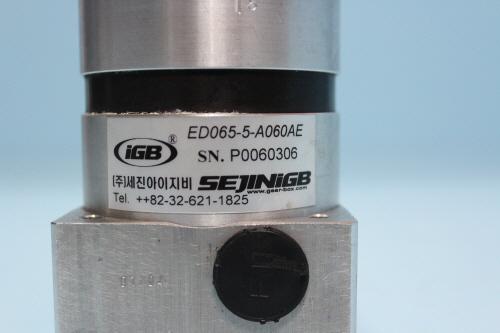 iGB ® ED065-5-A060AE
SN. P0060306
(주)세진아이지비 SEJINiGB
www.gear-box.com
Tel. ++82-32-621-1825